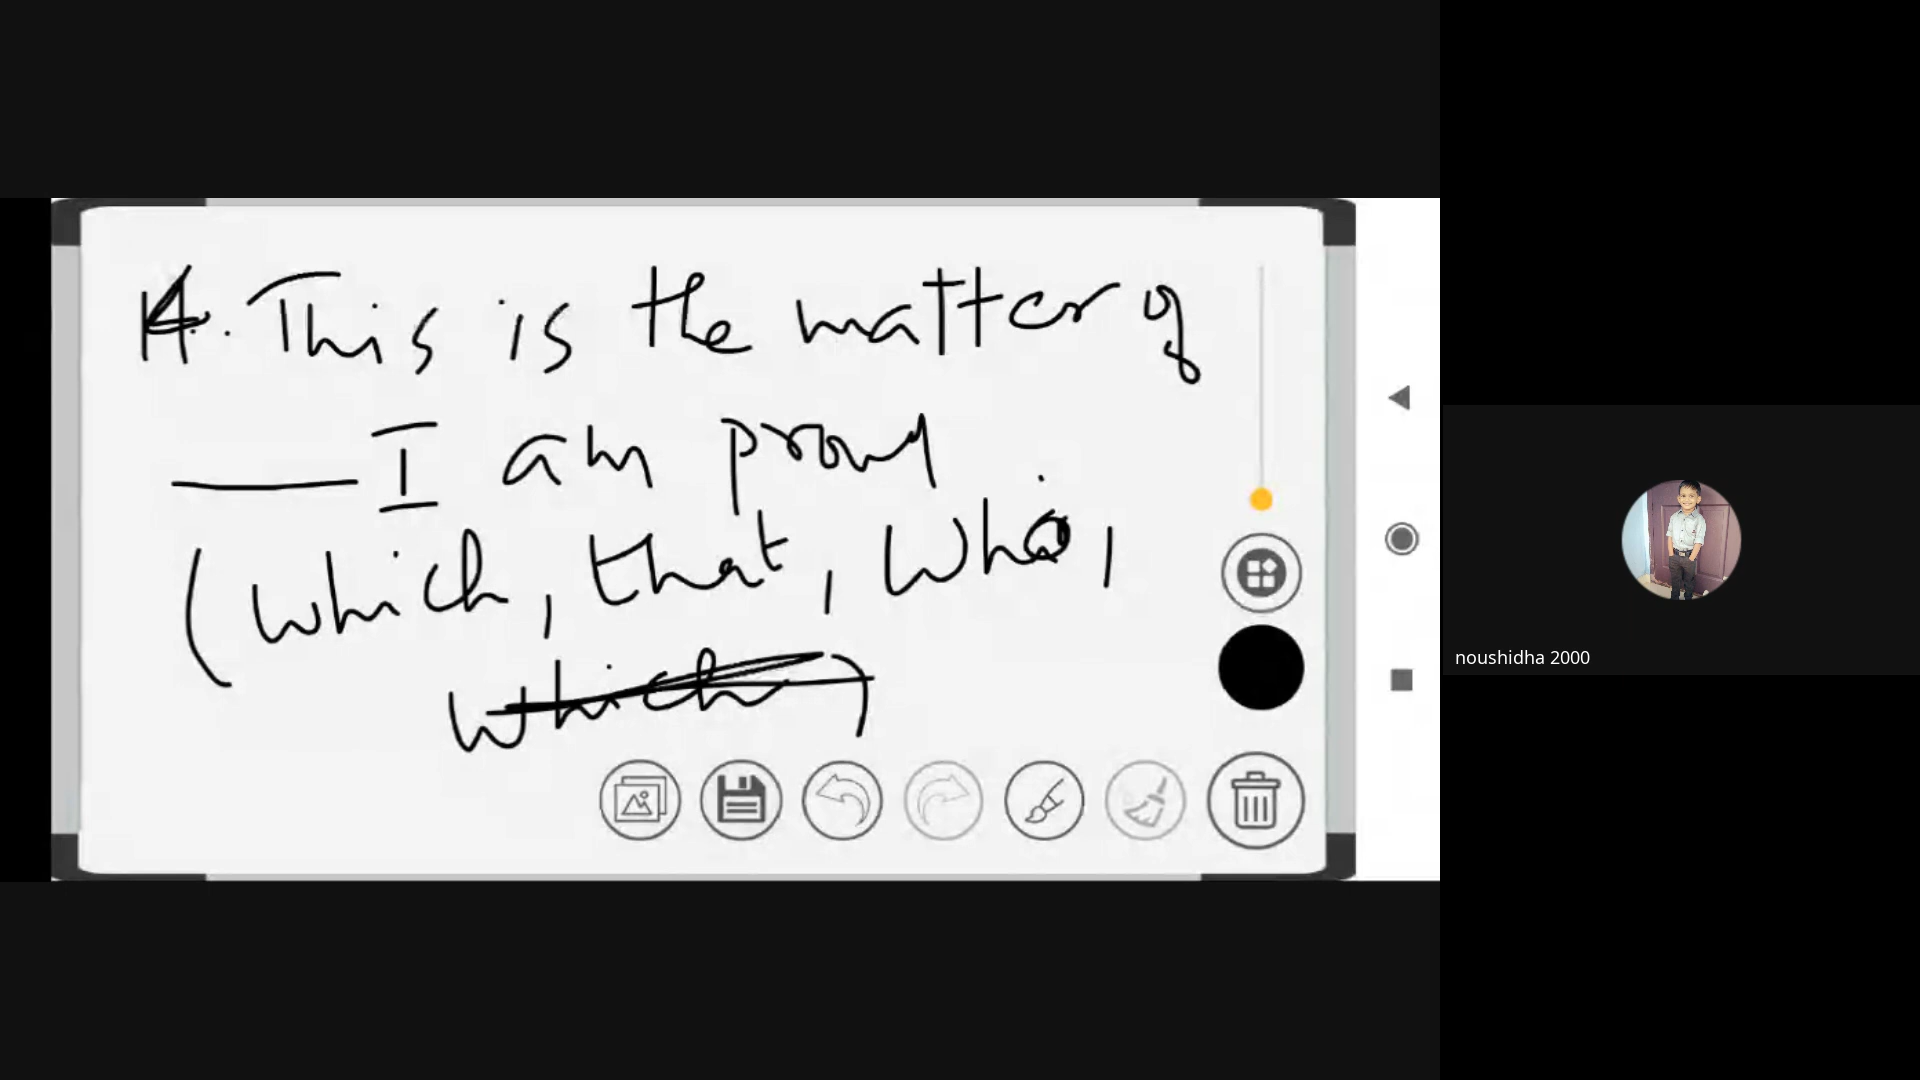 4. This is the matter of
____ I am proud
(which, that, Who,
which)
noushidha 2000